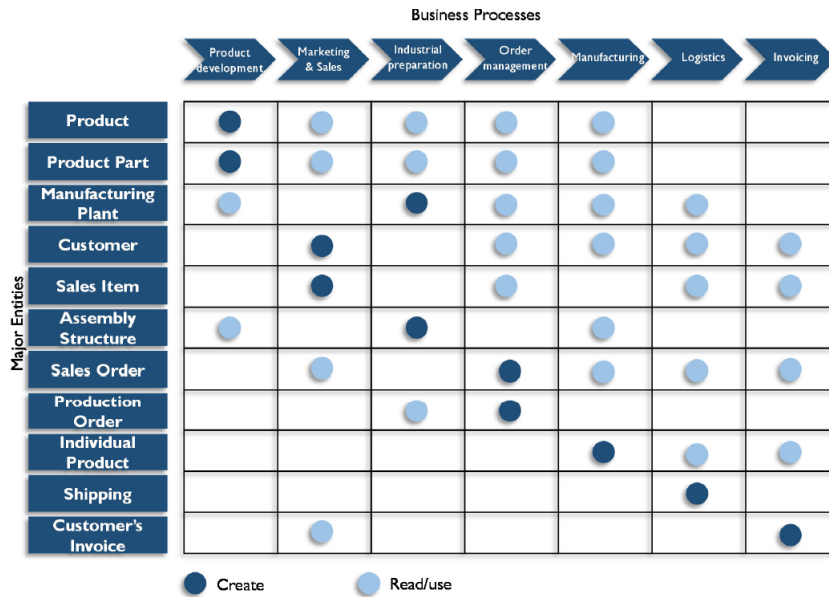 Business Processes
Product
development
Marketing
& Sales
Industrial
preparation
Order
management
Manufacturing
Logistics
Invoicing
Major Entities
Product
Product Part
Manufacturing
Plant
Customer
Sales Item
Assembly
Structure
Sales Order
Production
Order
Individual
Product
Shipping
Customer's
Invoice
Create
Read/use